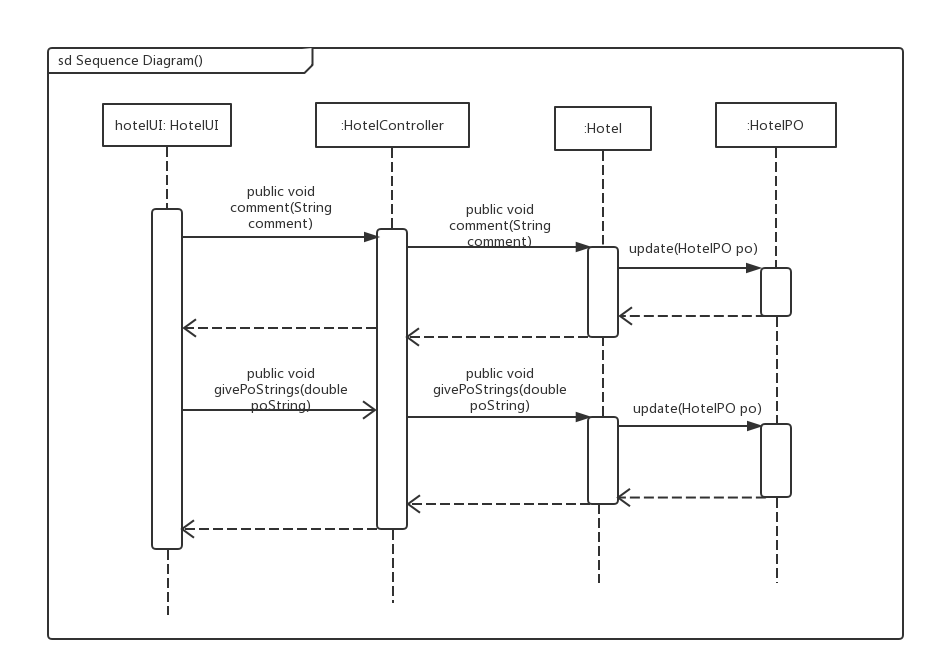 sd Sequence Diagram()
hotelUI: HotelUI
:HotelController
:Hotel
:HotelPO
public void
comment(String
comment)
public void
comment(String
comment)
update(HotelPO po)
public void
givePoStrings(double
poString)
public void
givePoStrings(double
poString)
update(HotelPO po)